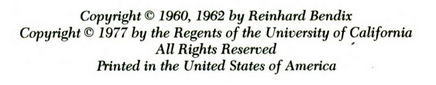 Copyright © 1960, 1962 by Reinhard Bendix
Copyright © 1977 by the Regents of the University of California
All Rights Reserved
Printed in the United States of America